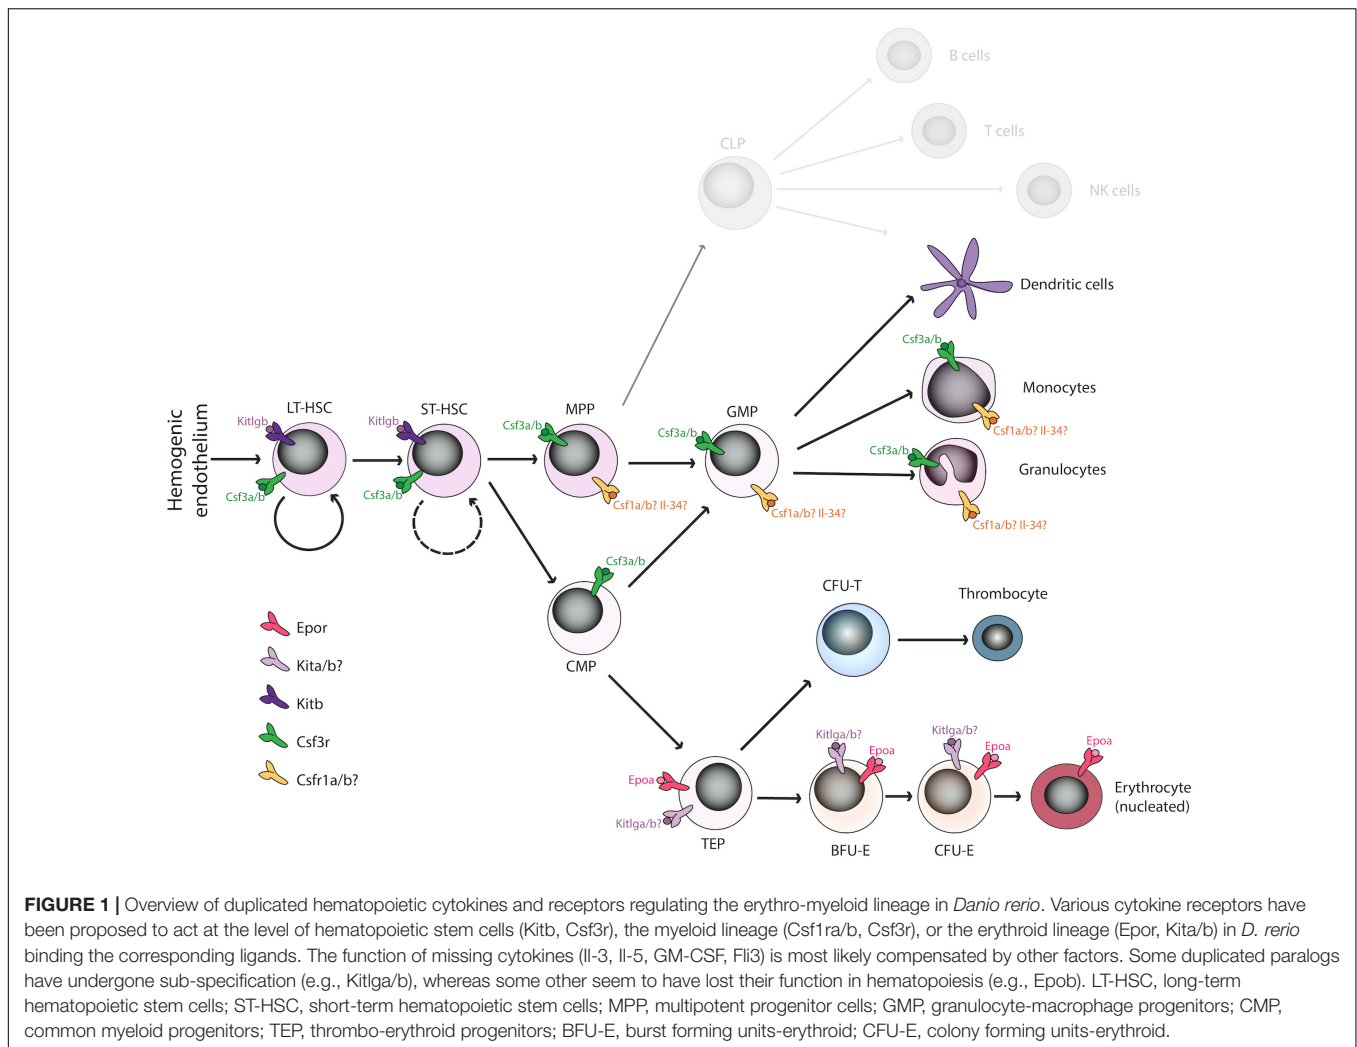 B cells
T cells
CLP
NK cells
Dendritic cells
Csf3a/b
Monocytes
Csf1a/b? Il-34?
Csf3a/b
Granulocytes
Csf1a/b? Il-34?
Hemogenic
endothelium
LT-HSC
Kitlgb
Csf3a/b
ST-HSC
Kitlgb
Csf3a/b
MPP
Csf3a/b
Csf1a/b? Il-34?
GMP
Csf3a/b
Csf1a/b? Il-34?
Csf3a/b
CMP
CFU-T
Thrombocyte
Epor
Kita/b?
Kitb
Csf3r
Csfr1a/b?
Epoa
Kitlga/b?
TEP
Kitlga/b?
Epoa
BFU-E
Kitlga/b?
Epoa
CFU-E
Epoa
Erythrocyte
(nucleated)
FIGURE 1 | Overview of duplicated hematopoietic cytokines and receptors regulating the erythro-myeloid lineage in Danio rerio. Various cytokine receptors have
been proposed to act at the level of hematopoietic stem cells (Kitb, Csf3r), the myeloid lineage (Csf1ra/b, Csf3r), or the erythroid lineage (Epor, Kita/b) in D. rerio
binding the corresponding ligands. The function of missing cytokines (Il-3, Il-5, GM-CSF, Fli3) is most likely compensated by other factors. Some duplicated paralogs
have undergone sub-specification (e.g., Kitlga/b), whereas some other seem to have lost their function in hematopoiesis (e.g., Epob). LT-HSC, long-term
hematopoietic stem cells; ST-HSC, short-term hematopoietic stem cells; MPP, multipotent progenitor cells; GMP, granulocyte-macrophage progenitors; CMP,
common myeloid progenitors; TEP, thrombo-erythroid progenitors; BFU-E, burst forming units-erythroid; CFU-E, colony forming units-erythroid.